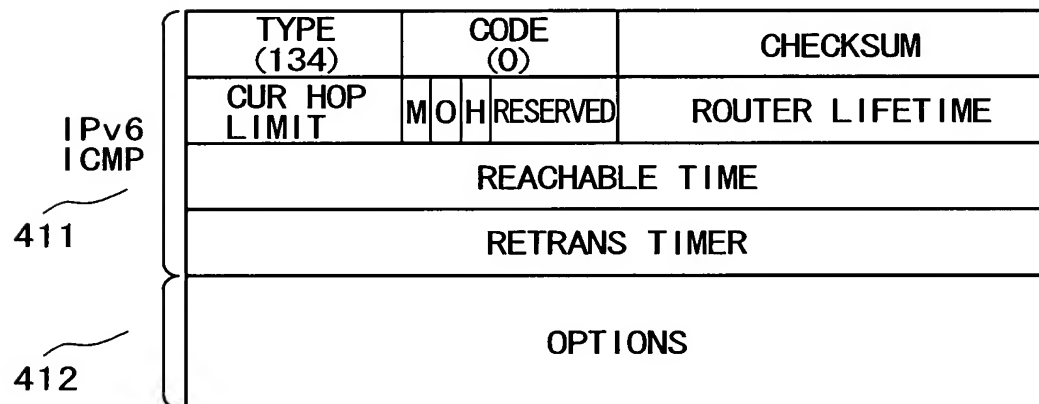 TYPE
(134)
CODE
(0)
CHECKSUM
CUR HOP
LIMIT
M
O
H
RESERVED
ROUTER LIFETIME
IPv6
ICMP
REACHABLE TIME
411
RETRANS TIMER
OPTIONS
412